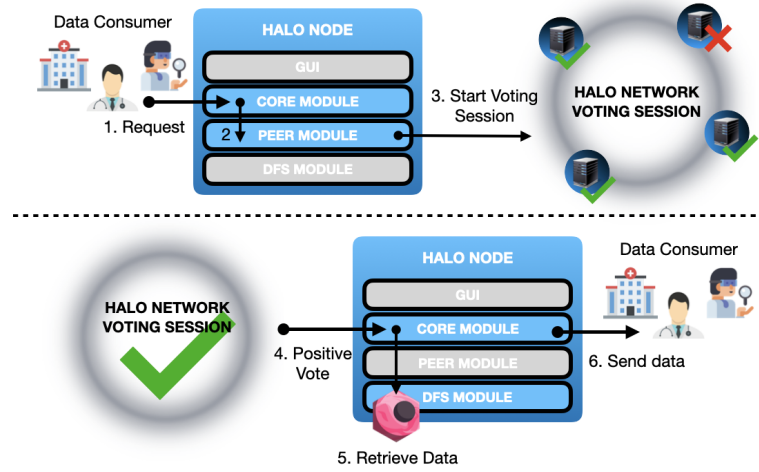 Data Consumer
HALO NODE
GUI
CORE MODULE
1. Request
2
PEER MODULE
DFS MODULE
3. Start Voting
Session
HALO NETWORK
VOTING SESSION
HALO NETWORK
VOTING SESSION
4. Positive
Vote
HALO NODE
GUI
CORE MODULE
PEER MODULE
DFS MODULE
5. Retrieve Data
Data Consumer
6. Send data